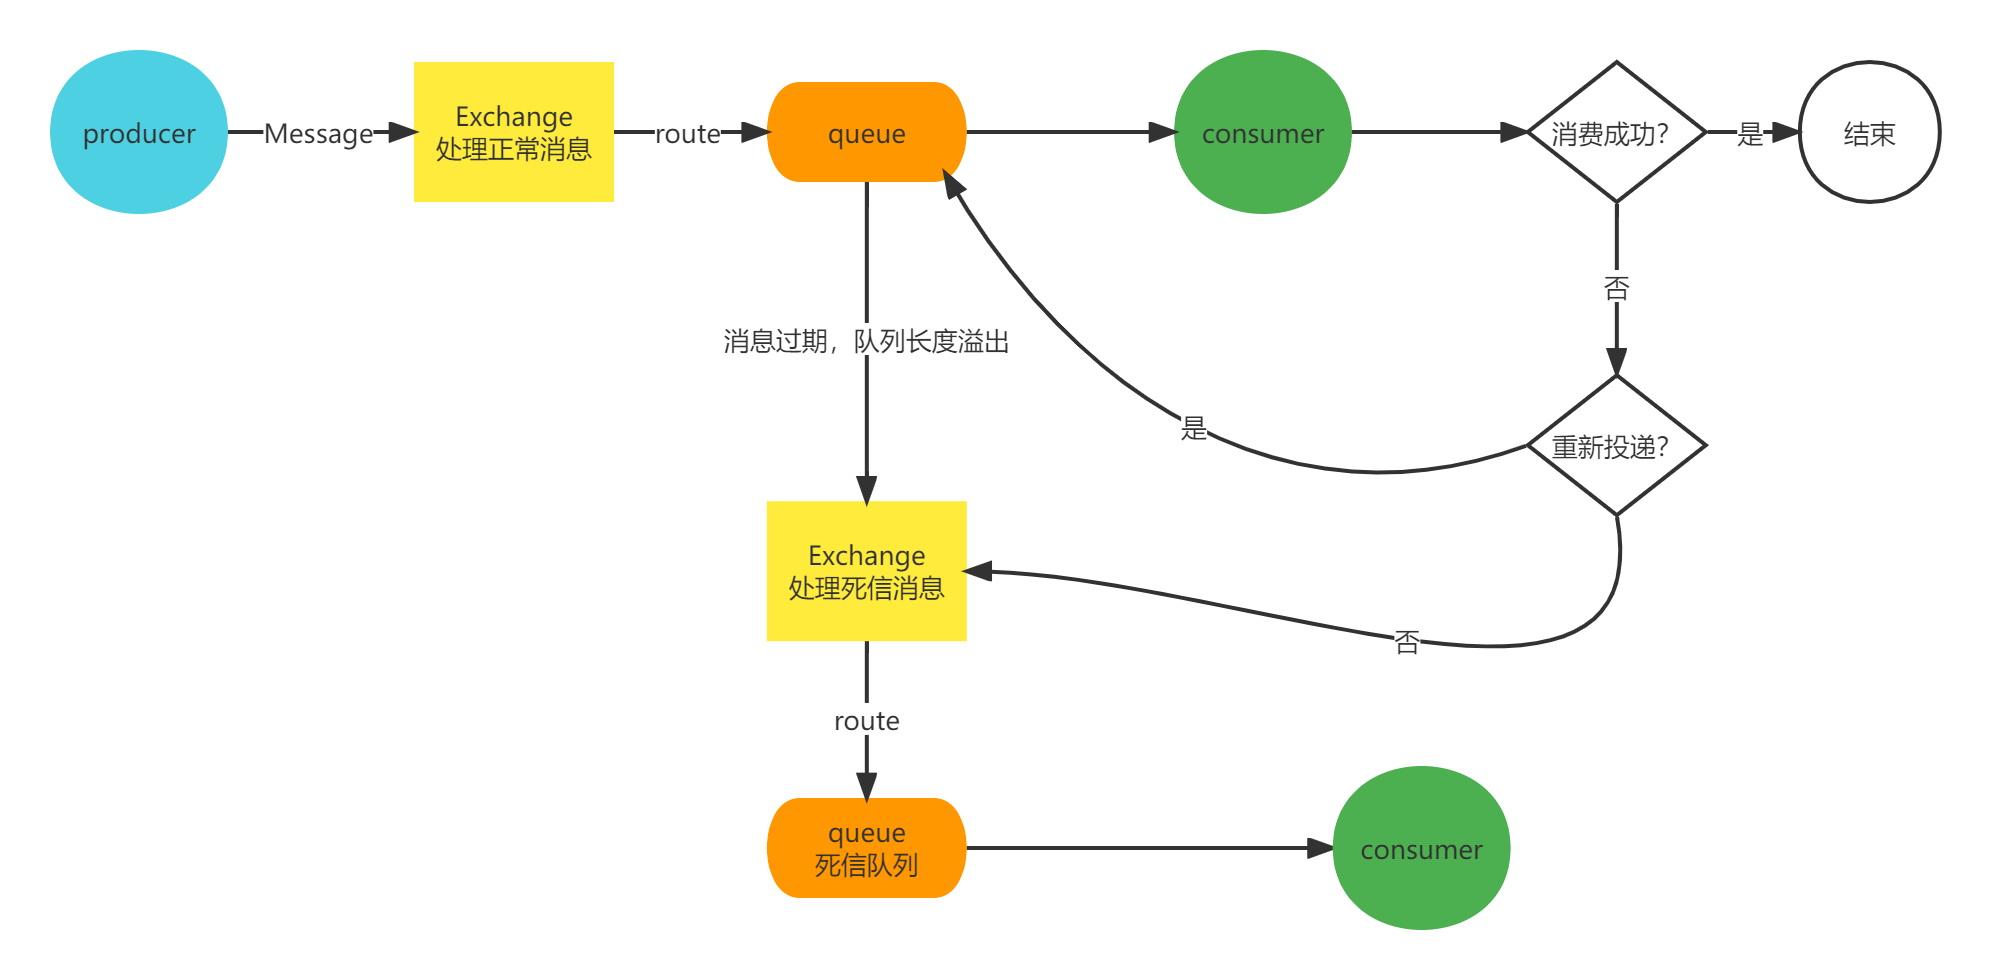 producer
Message
Exchange
处理正常消息
route
queue
consumer
消费成功?
是
结束
否
消息过期，队列长度溢出
是
重新投递?
Exchange
处理死信消息
否
route
queue
死信队列
consumer